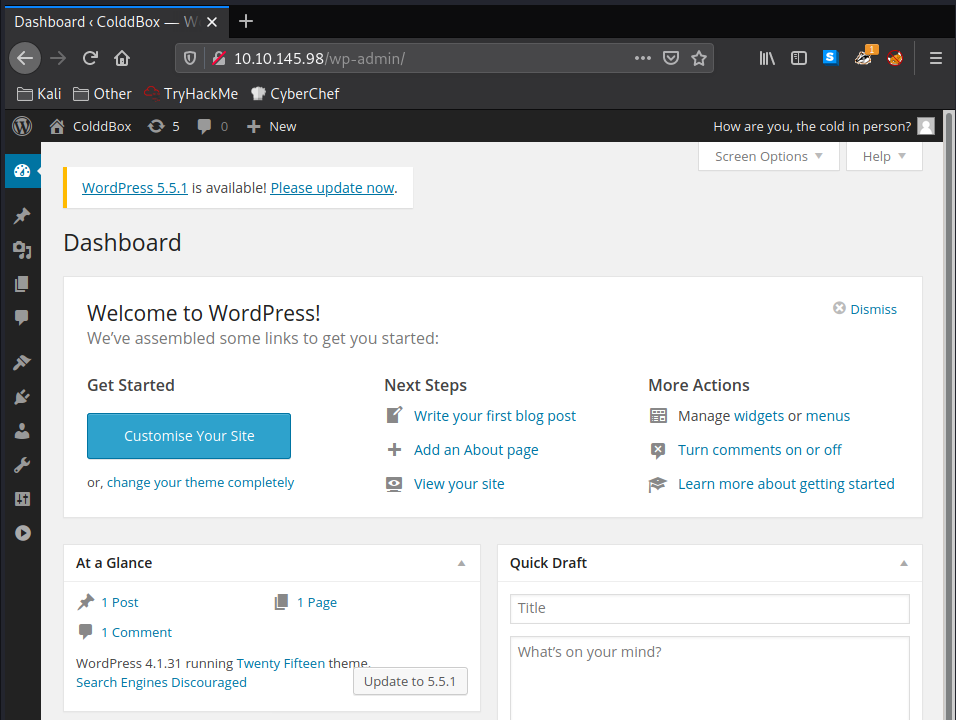 Dashboard ‹ ColddBox — W
10.10.145.98/wp-admin/
S
1
Kali Other TryHackMe CyberChef
ColddBox 5 0 New How are you, the cold in person?
Screen Options Help
WordPress 5.5.1 is available! Please update now.
Dashboard
Welcome to WordPress!
Dismiss
We've assembled some links to get you started:
Get Started
Customise Your Site
or, change your theme completely
Next Steps
Write your first blog post
Add an About page
View your site
More Actions
Manage widgets or menus
Turn comments on or off
Learn more about getting started
At a Glance
1 Post 1 Page
1 Comment
WordPress 4.1.31 running Twenty Fifteen theme.
Search Engines Discouraged
Update to 5.5.1
Quick Draft
Title
What's on your mind?